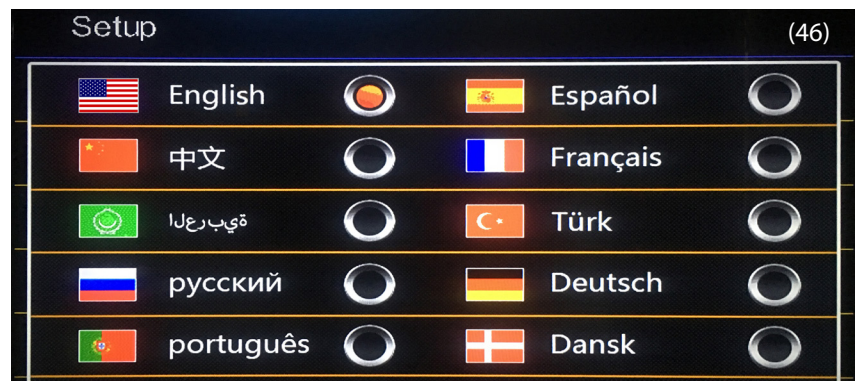 Setup (46)
English Español
中文 Français
العربية Türk
русский Deutsch
português Dansk